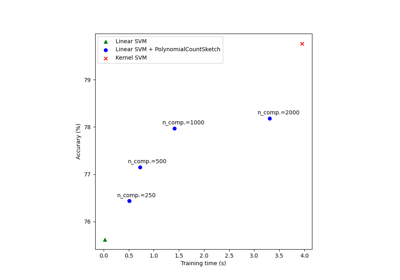 Linear SVM
Linear SVM + PolynomialCountSketch
Kernel SVM
79
78
77
76
Accurary (%)
n_comp.=2000
n_comp.=1000
n_comp.=500
n_comp.=250
0.0 0.5 1.0 1.5 2.0 2.5 3.0 3.5 4.0
Training time (s)